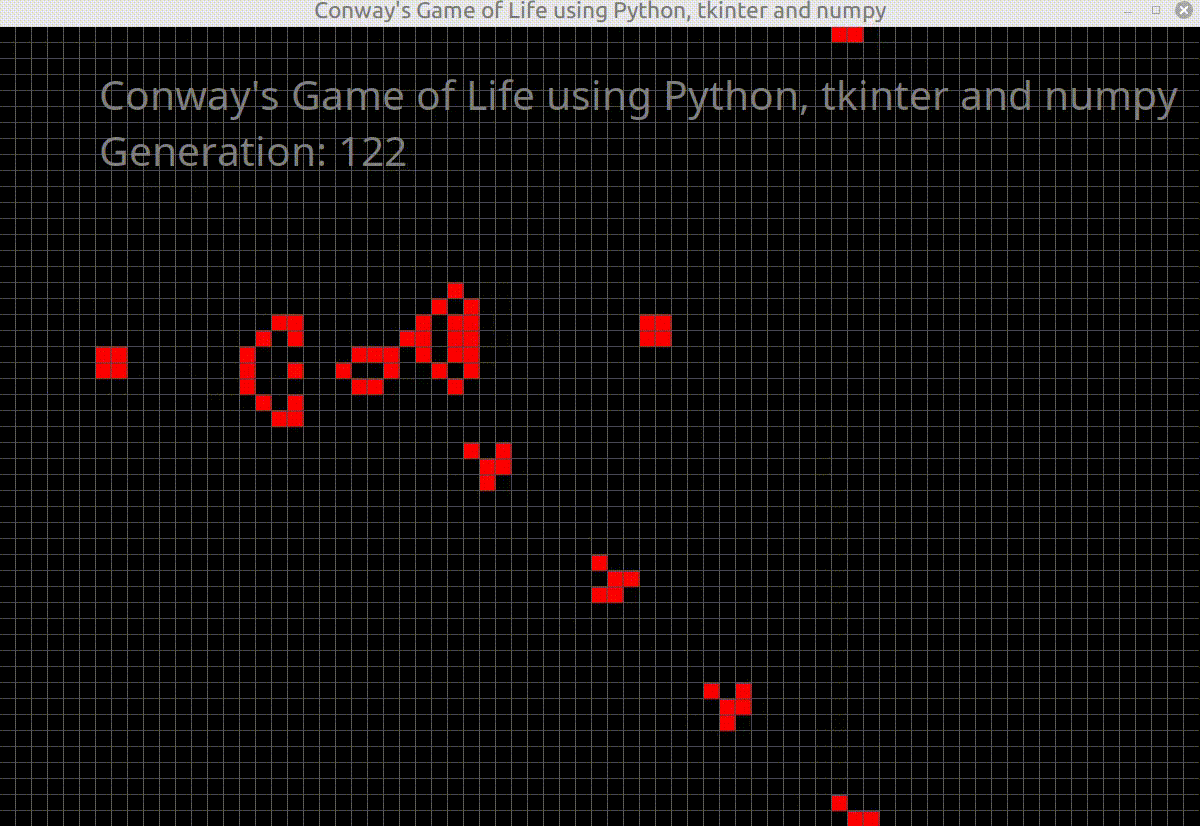 Conway's Game of Life using Python, tkinter and numpy
Conway's Game of Life using Python, tkinter and numpy
Generation: 122